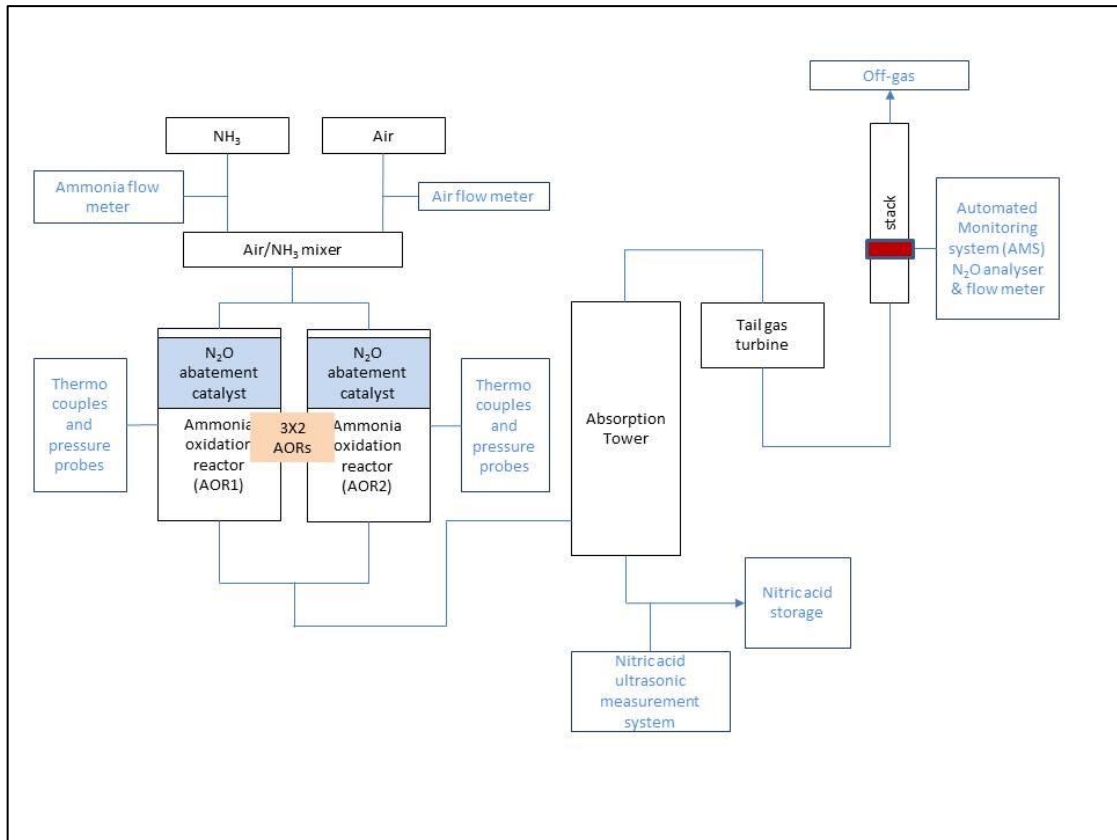 Off-gas
NH₃
Air
Ammonia flow
meter
Air flow meter
stack
Automated
Monitoring
system (AMS)
N₂O analyser
& flow meter
Air/NH₃ mixer
N₂O
abatement
catalyst
N₂O
abatement
catalyst
Tail gas
turbine
Thermo
couples
and
pressure
probes
Ammonia
oxidation
reactor
(AOR1)
3X2
AORs
Ammonia
oxidation
reactor
(AOR2)
Thermo
couples
and
pressure
probes
Absorption
Tower
Nitric acid
storage
Nitric acid
ultrasonic
measurement
system